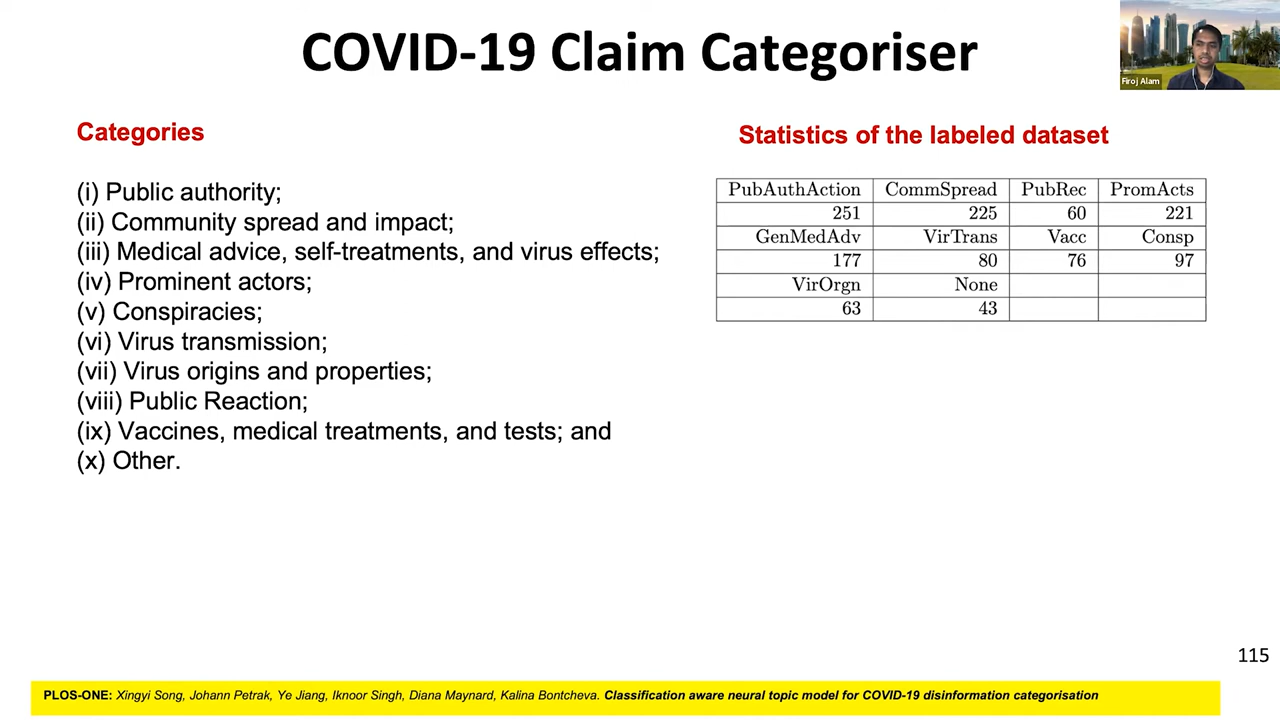 COVID-19 Claim Categoriser
Firoj Alam
Categories
(i) Public authority;
(ii) Community spread and impact;
(iii) Medical advice, self-treatments, and virus effects;
(iv) Prominent actors;
(v) Conspiracies;
(vi) Virus transmission;
(vii) Virus origins and properties;
(viii) Public Reaction;
(ix) Vaccines, medical treatments, and tests; and
(x) Other.
Statistics of the labeled dataset
PubAuthAction CommSpread PubRec PromActs
251 225 60 221
GenMedAdv VirTrans Vacc Consp
177 80 76 97
VirOrgn None
63 43
115
PLOS-ONE: Xingyi Song, Johann Petrak, Ye Jiang, Iknoor Singh, Diana Maynard, Kalina Bontcheva. Classification aware neural topic model for COVID-19 disinformation categorisation